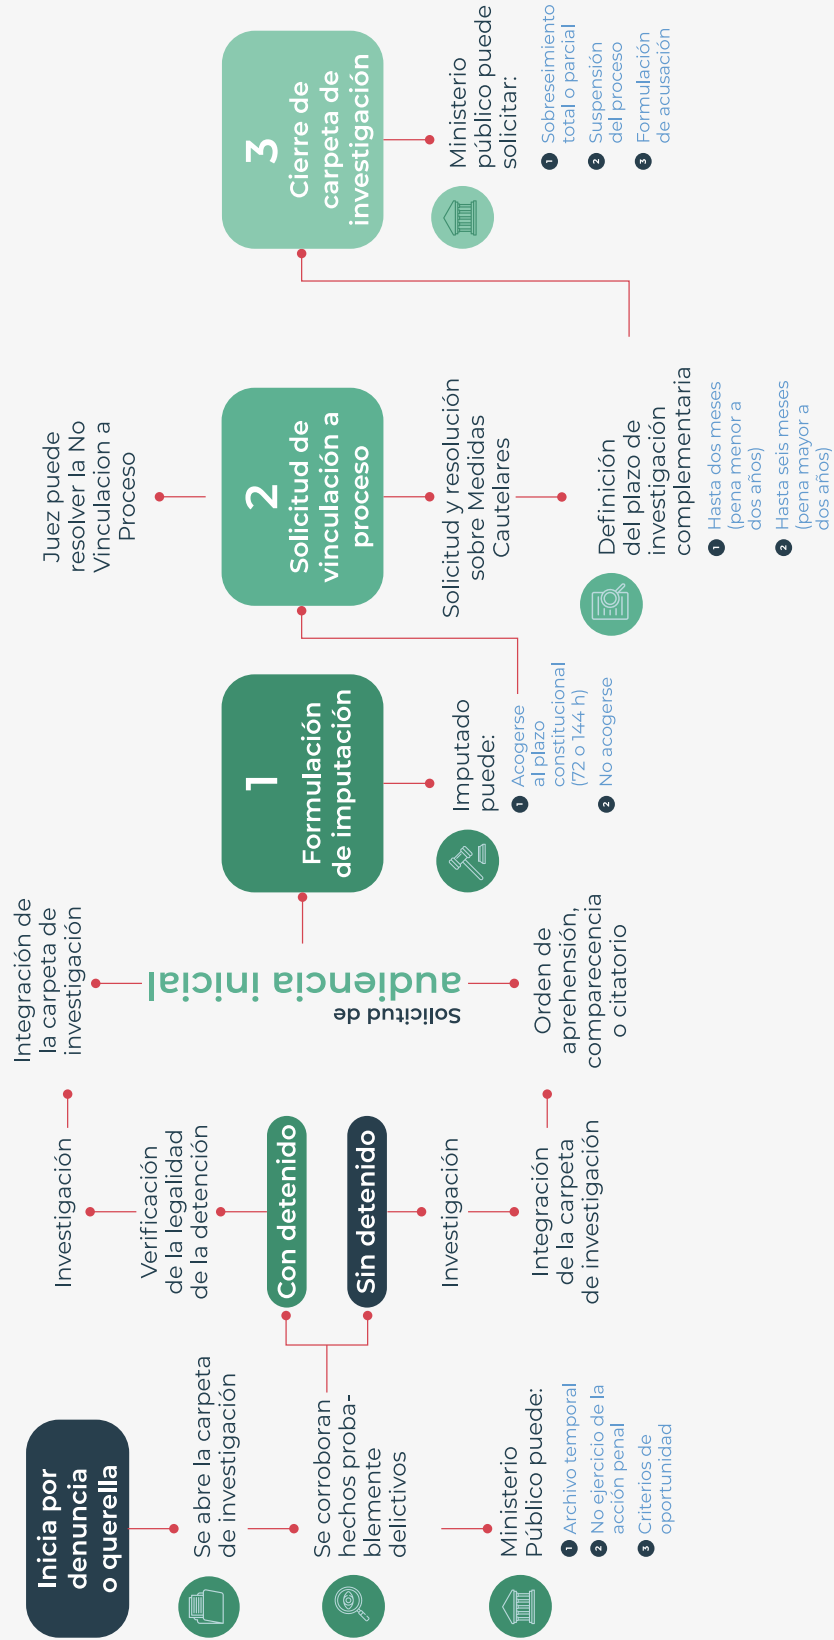 Inicia por
denuncia
o querella
Se abre la carpeta
de investigación
Se corroboran
hechos proba-
blemente
delictivos
Ministerio
Público puede:
1 Archivo temporal
2 No ejercicio de la
acción penal
3 Criterios de
oportunidad
Con detenido
Verificación
de la legalidad
de la detención
Investigación
Integración de
la carpeta de
investigación
Sin detenido
Investigación
Integración
de la carpeta
de investigación
Orden de
aprehensión,
comparecencia
o citatorio
Solicitud de
audiencia inicial
1
Formulación
de imputación
Imputado
puede:
1 Acogerse
al plazo
constitucional
(72 o 144 h)
2 No acogerse
2
Solicitud de
vinculación a
proceso
Juez puede
resolver la No
Vinculacion a
Proceso
Solicitud y resolución
sobre Medidas
Cautelares
Definición
del plazo de
investigación
complementaria
1 Hasta dos meses
(pena menor a
dos años)
2 Hasta seis meses
(pena mayor a
dos años)
3
Cierre de
carpeta de
investigación
Ministerio
público puede
solicitar:
1 Sobreseimiento
total o parcial
2 Suspensión
del proceso
3 Formulación
de acusación